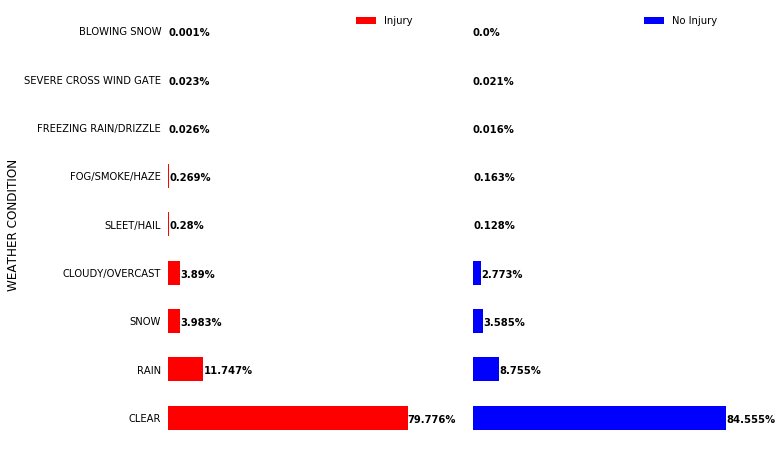 Injury
No Injury
BLOWING SNOW 0.001% 0.0%
SEVERE CROSS WIND GATE 0.023% 0.021%
FREEZING RAIN/DRIZZLE 0.026% 0.016%
FOG/SMOKE/HAZE 0.269% 0.163%
SLEET/HAIL 0.28% 0.128%
CLOUDY/OVERCAST 3.89% 2.773%
SNOW 3.983% 3.585%
RAIN 11.747% 8.755%
CLEAR 79.776% 84.555%
WEATHER CONDITION